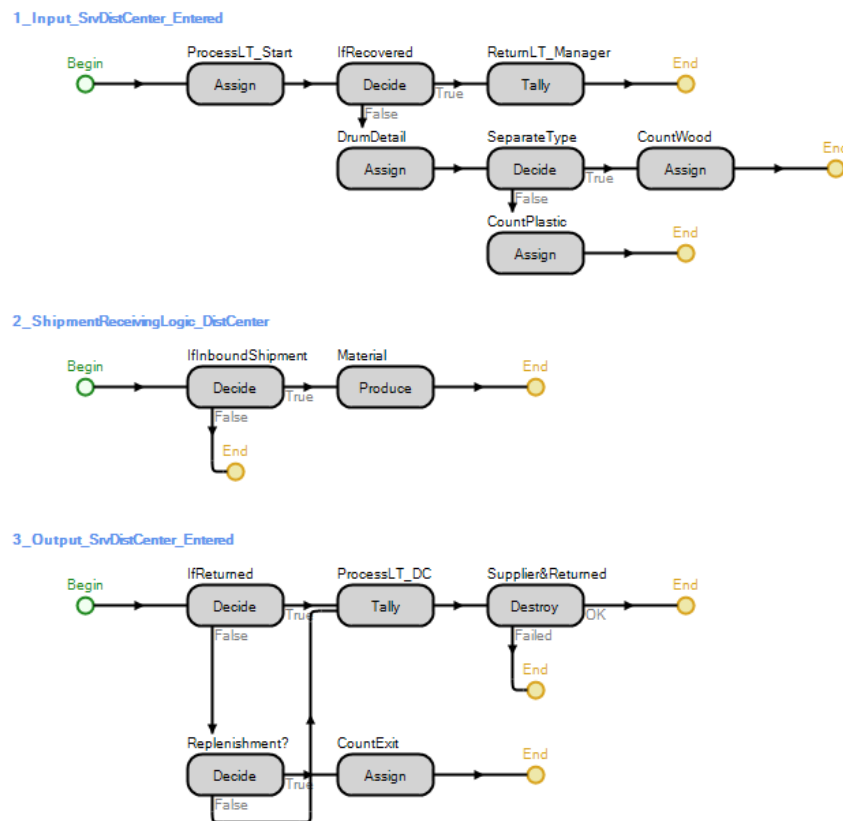 1_Input_SrvDistCenter_Entered
ProcessLT_Start IfRecovered ReturnLT_Manager
Begin End
Assign Decide Tally
True
False
DrumDetail SeparateType CountWood
End
Assign Decide Assign
True
False
CountPlastic
End
Assign
2_ShipmentReceivingLogic_DistCenter
IfInboundShipment Material
Begin End
Decide Produce
True
False
End
3_Output_SrvDistCenter_Entered
IfReturned ProcessLT_DC Supplier&Returned
Begin End
Decide Tally Destroy
True OK
False Failed
End
Replenishment? CountExit
End
Decide Assign
True
False